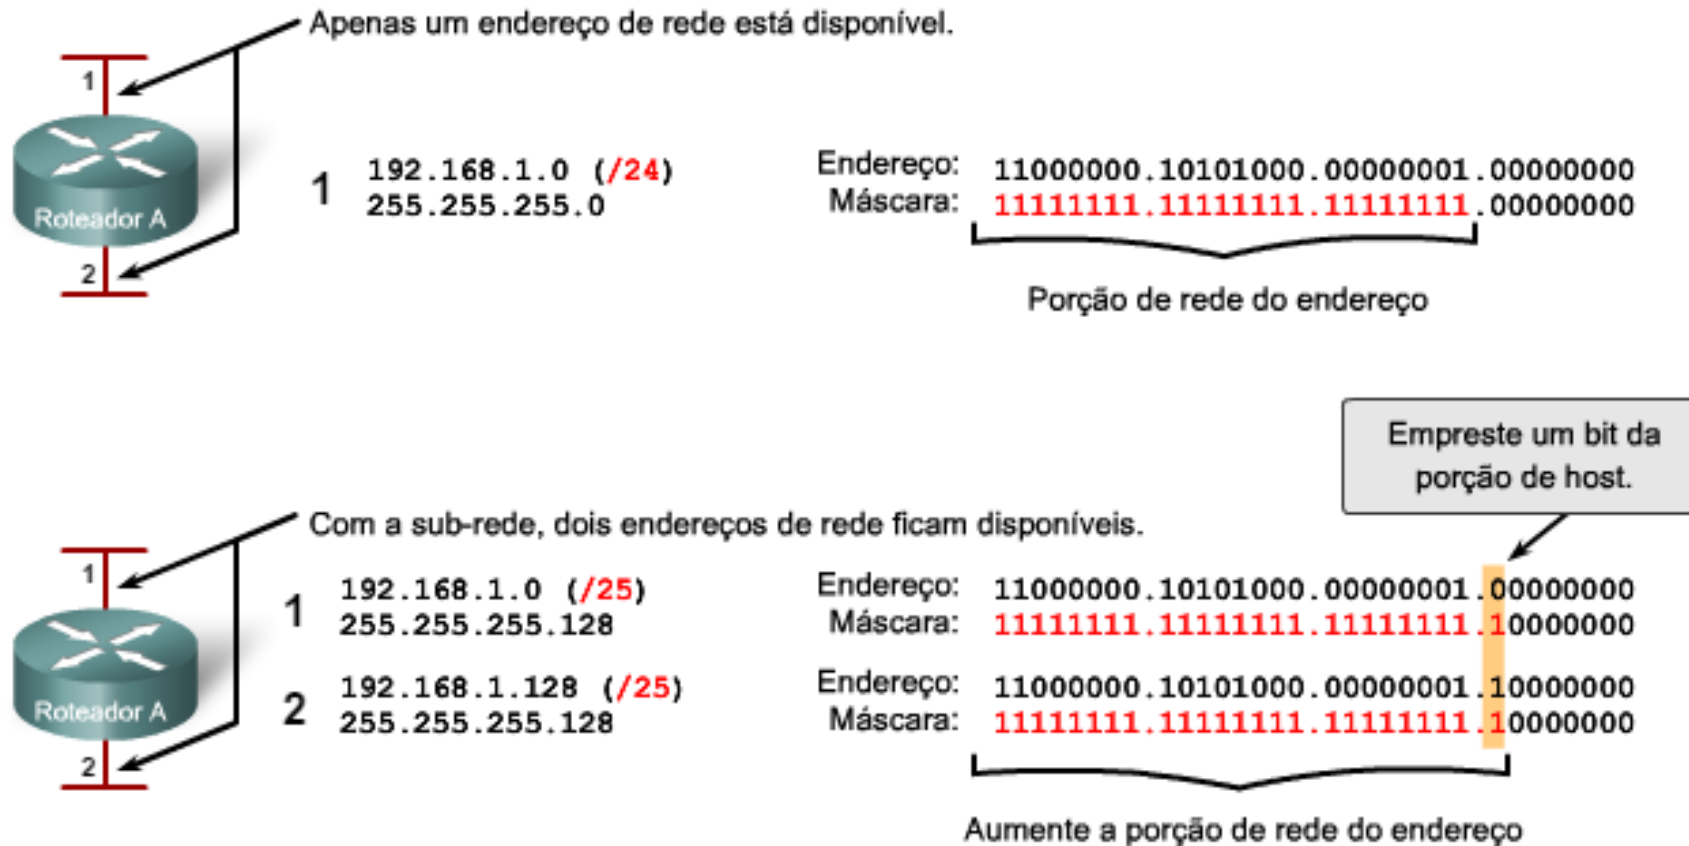 Apenas um endereço de rede está disponível.
1
Roteador A
2
1
192.168.1.0 (/24)
255.255.255.0
Endereço: 11000000.10101000.00000001.00000000
Máscara: 11111111.11111111.11111111.00000000
Porção de rede do endereço
Empreste um bit da
porção de host.
Com a sub-rede, dois endereços de rede ficam disponíveis.
1
Roteador A
2
1
192.168.1.0 (/25)
255.255.255.128
Endereço: 11000000.10101000.00000001.00000000
Máscara: 11111111.11111111.11111111.10000000
2
192.168.1.128 (/25)
255.255.255.128
Endereço: 11000000.10101000.00000001.10000000
Máscara: 11111111.11111111.11111111.10000000
Aumente a porção de rede do endereço